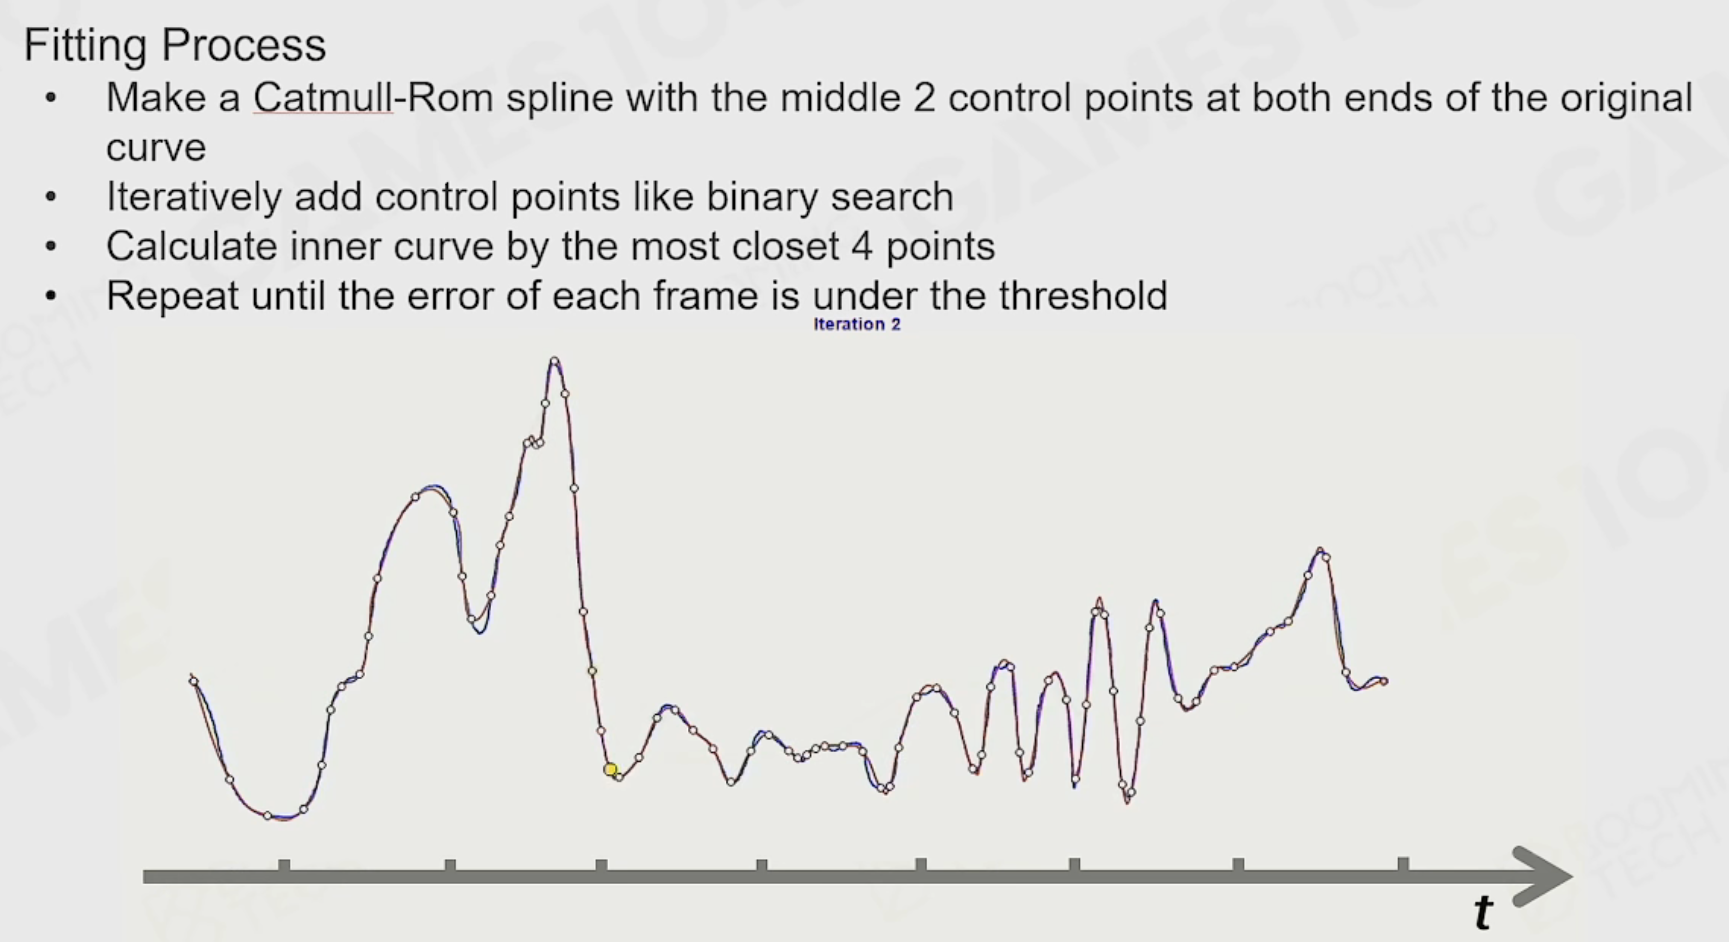 Fitting Process
• Make a Catmull-Rom spline with the middle 2 control points at both ends of the original
curve
• Iteratively add control points like binary search
• Calculate inner curve by the most closet 4 points
• Repeat until the error of each frame is under the threshold
Iteration 2
t